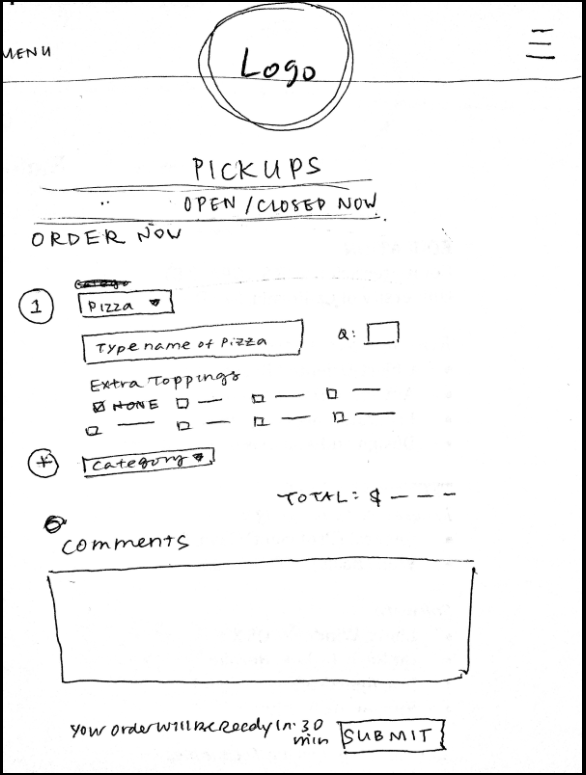 MENU
Logo
PICKUPS
OPEN/CLOSED NOW
ORDER NOW
1
Pizza
Type name of Pizza
Q:
Extra Toppings
NONE
+
Category
TOTAL: $ – – –
Comments
Your order will be ready in: 30
min
SUBMIT